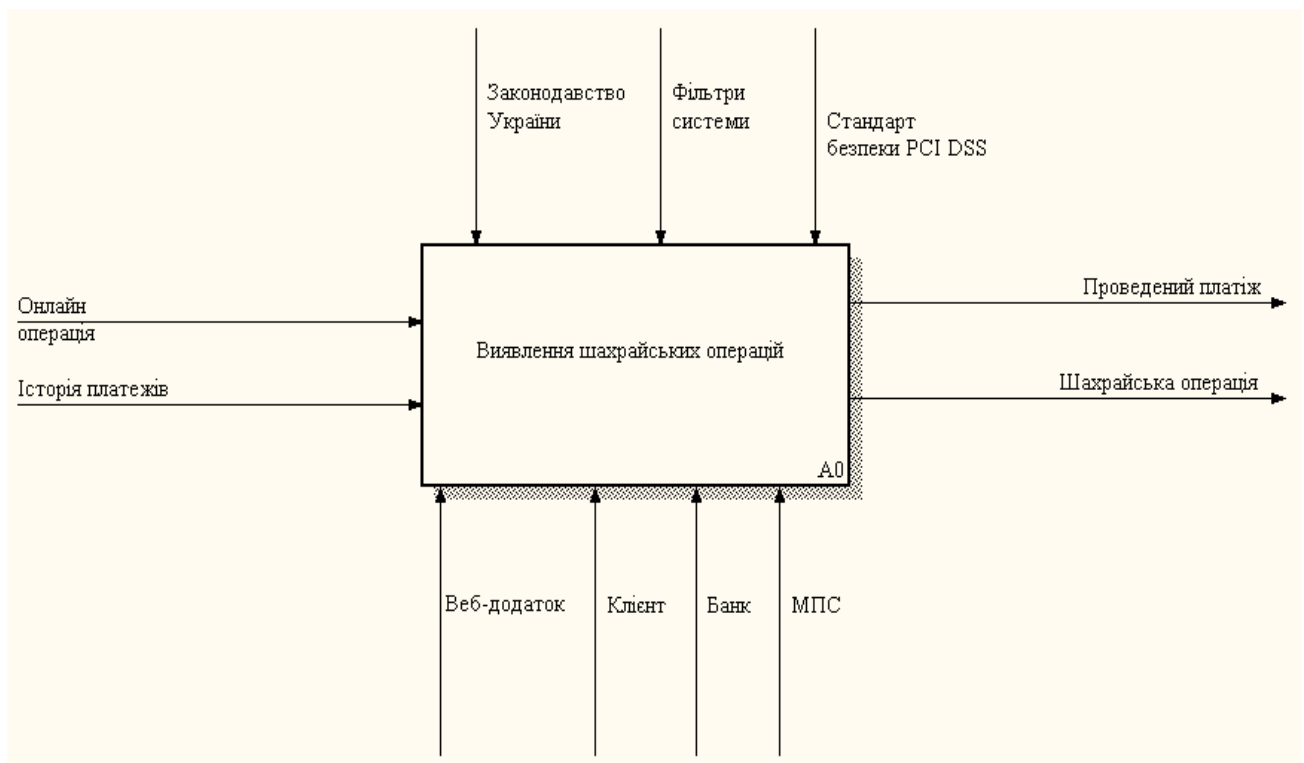 Законодавство
України
Фільтри
системи
Стандарт
безпеки PCI DSS
Онлайн
операція
Історія платежів
Виявлення шахрайських операцій
A0
Проведений платіж
Шахрайська операція
Веб-додаток
Клієнт
Банк
МПС